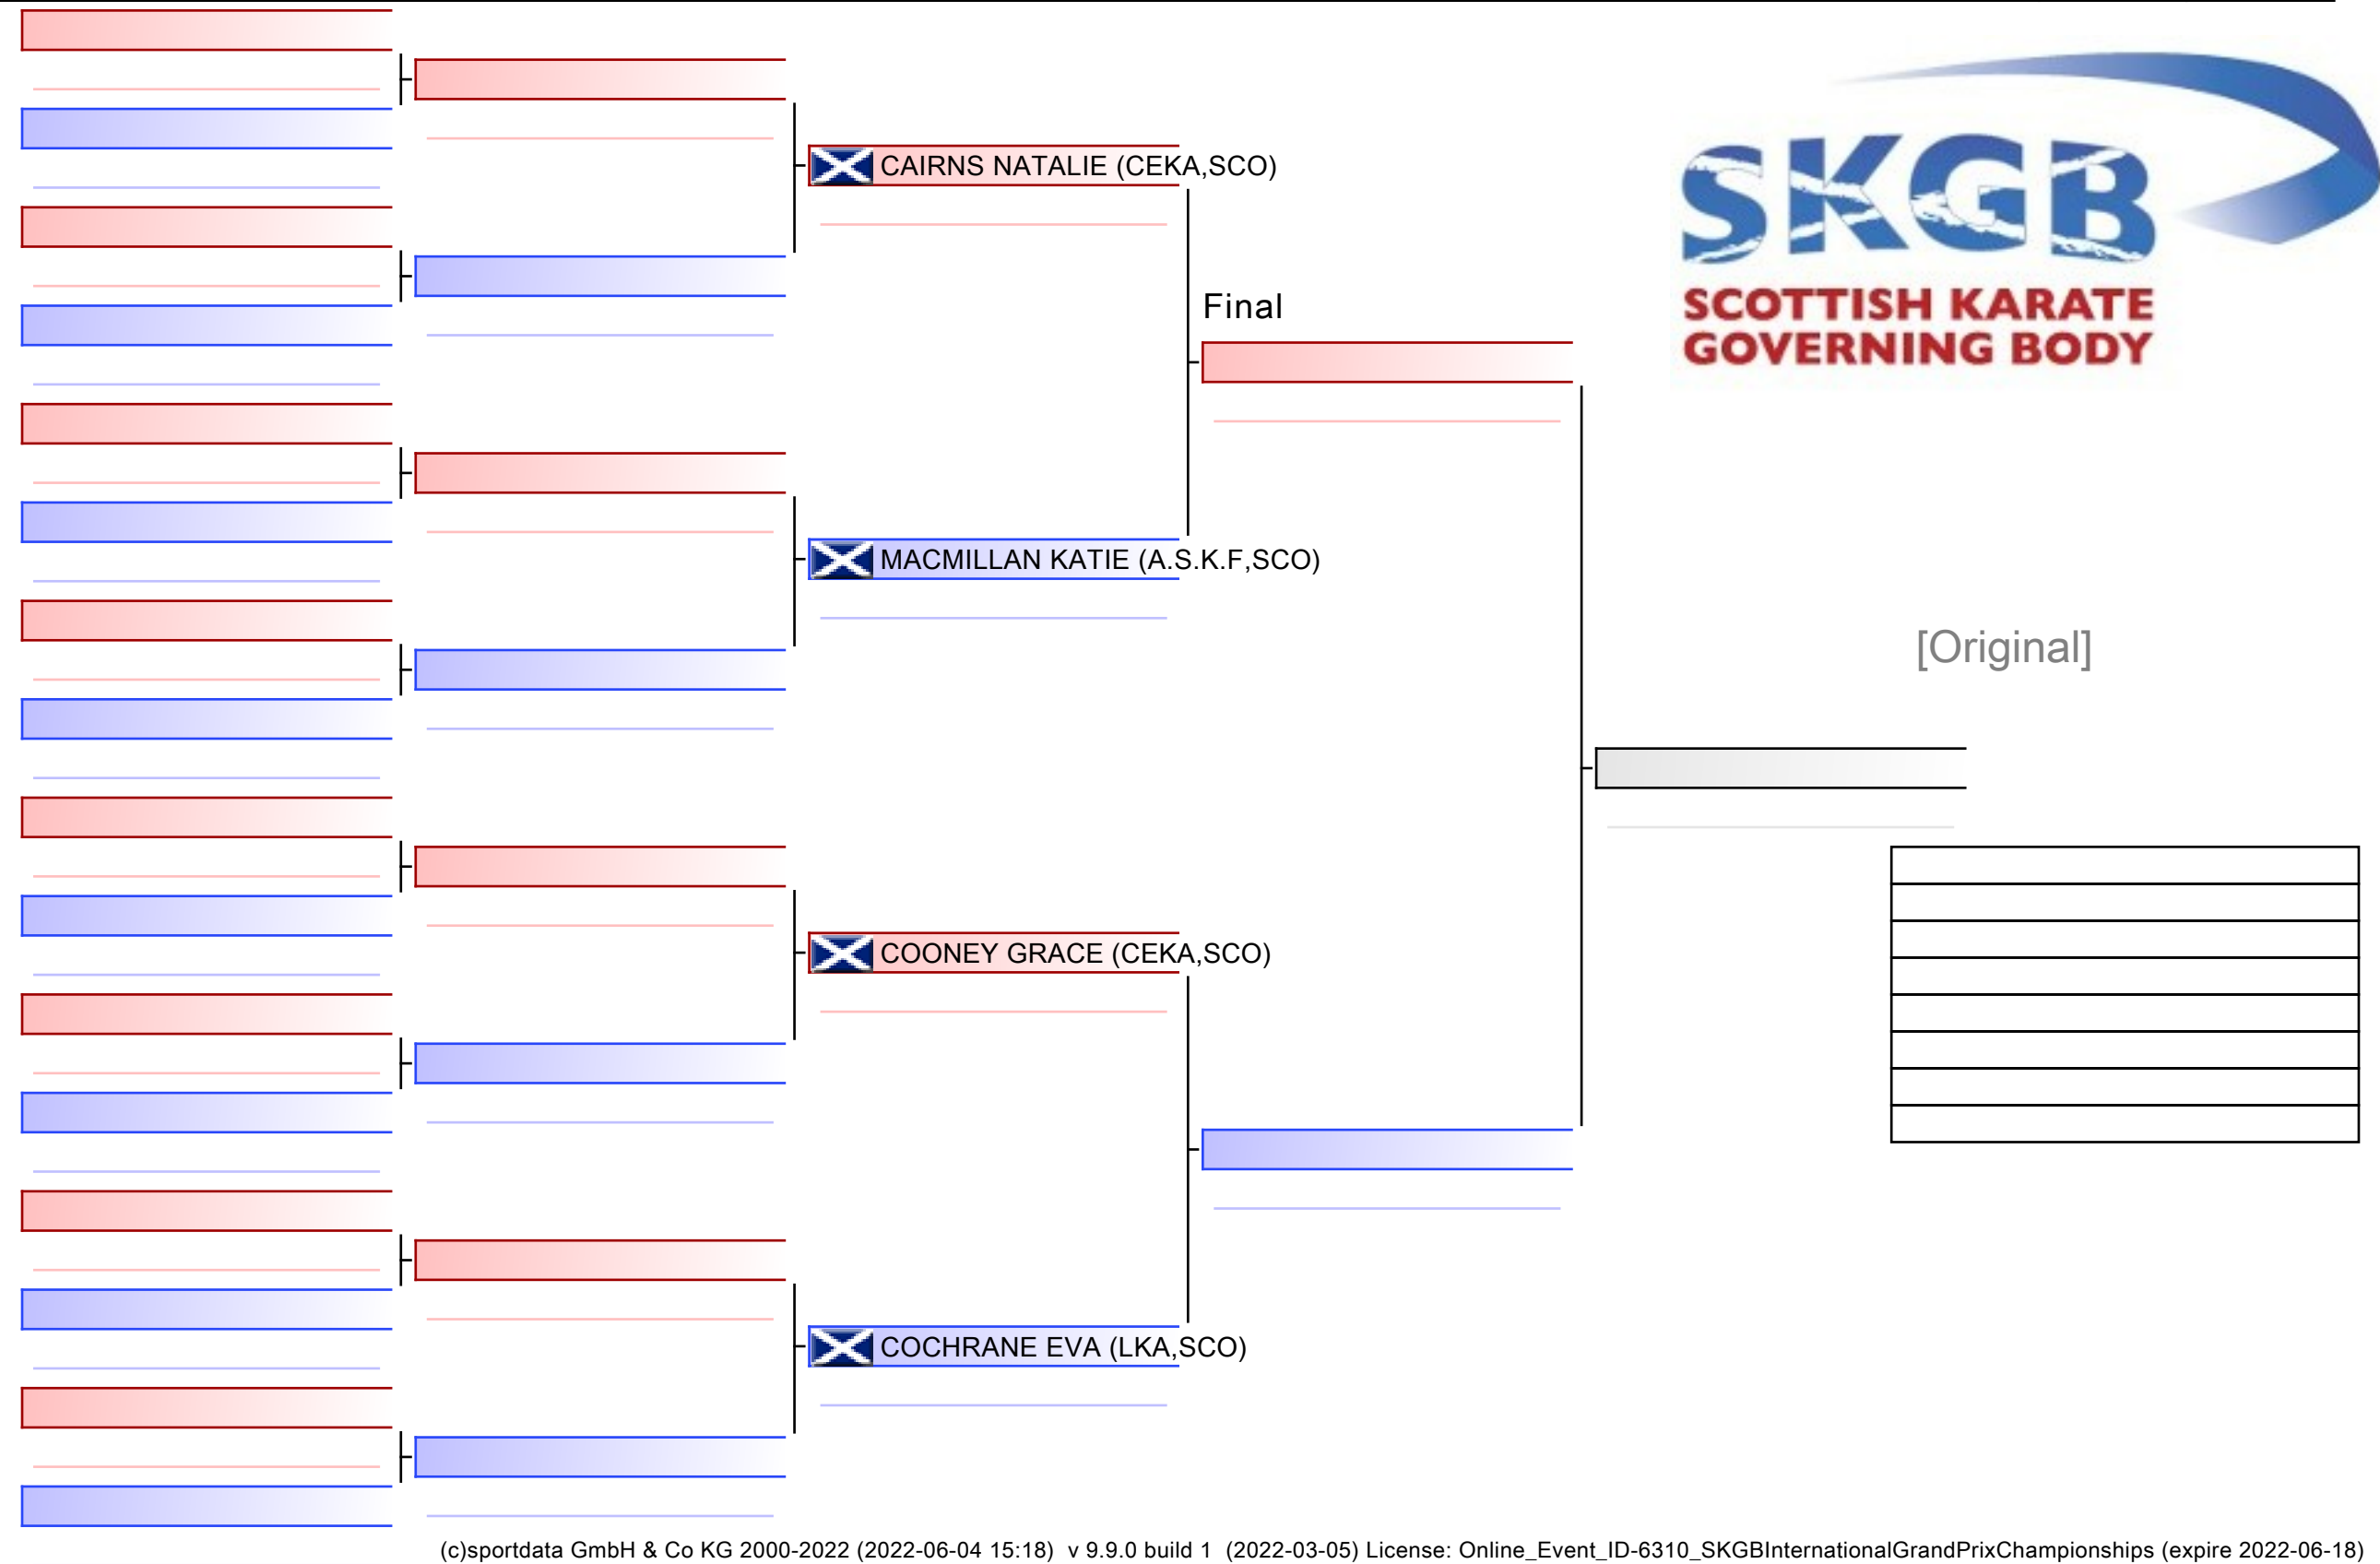 CAIRNS NATALIE (CEKA,SCO)
SKGB
SCOTTISH KARATE
GOVERNING BODY
Final
MACMILLAN KATIE (A.S.K.F,SCO)
[Original]
COONEY GRACE (CEKA,SCO)
COCHRANE EVA (LKA,SCO)
(c)sportdata GmbH & Co KG 2000-2022 (2022-06-04 15:18) v 9.9.0 build 1 (2022-03-05) License: Online_Event_ID-6310_SKGBInternationalGrandPrixChampionships (expire 2022-06-18)